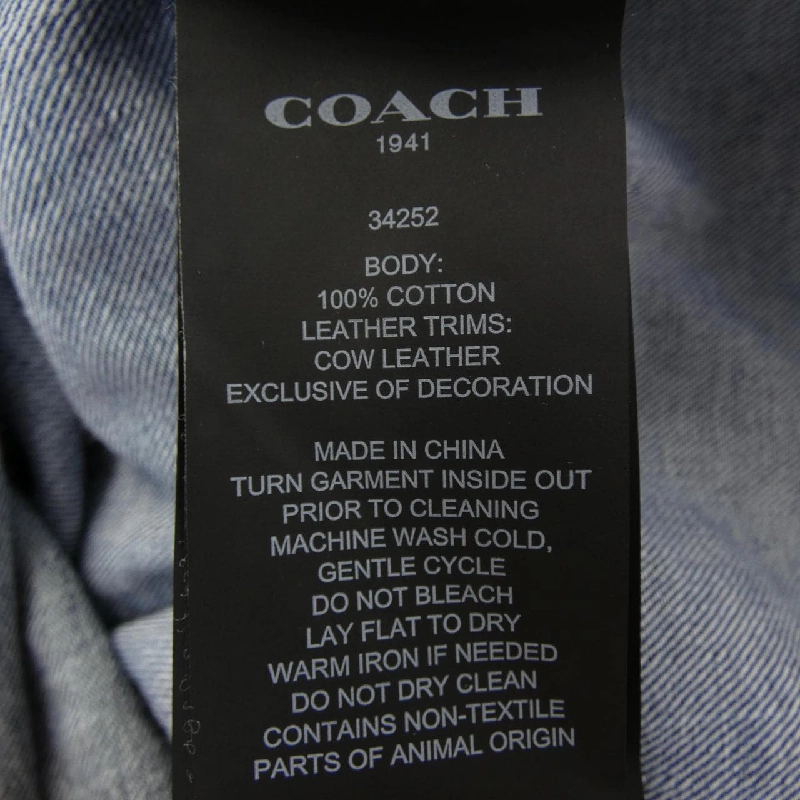 COACH
1941
34252
BODY:
100% COTTON
LEATHER TRIMS:
COW LEATHER
EXCLUSIVE OF DECORATION
MADE IN CHINA
TURN GARMENT INSIDE OUT
PRIOR TO CLEANING
MACHINE WASH COLD,
GENTLE CYCLE
DO NOT BLEACH
LAY FLAT TO DRY
WARM IRON IF NEEDED
DO NOT DRY CLEAN
CONTAINS NON-TEXTILE
PARTS OF ANIMAL ORIGIN